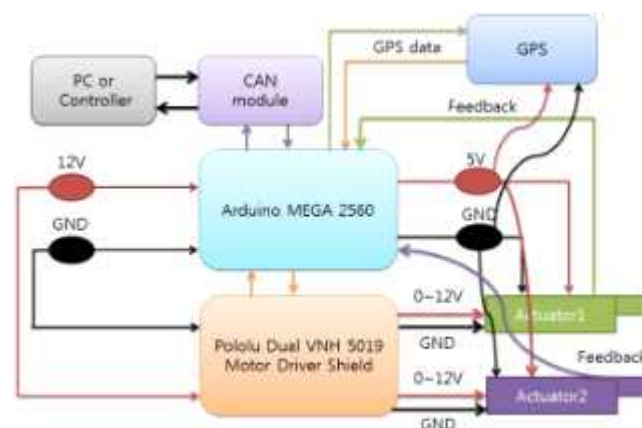 GPS data
GPS
PC or
Controller
CAN
module
Feedback
12V
5V
Arduino MEGA 2560
GND
GND
0~12V
Actuator1
GND
Pololu Dual VNH 5019
Motor Driver Shield
Feedback
0~12V
Actuator2
GND